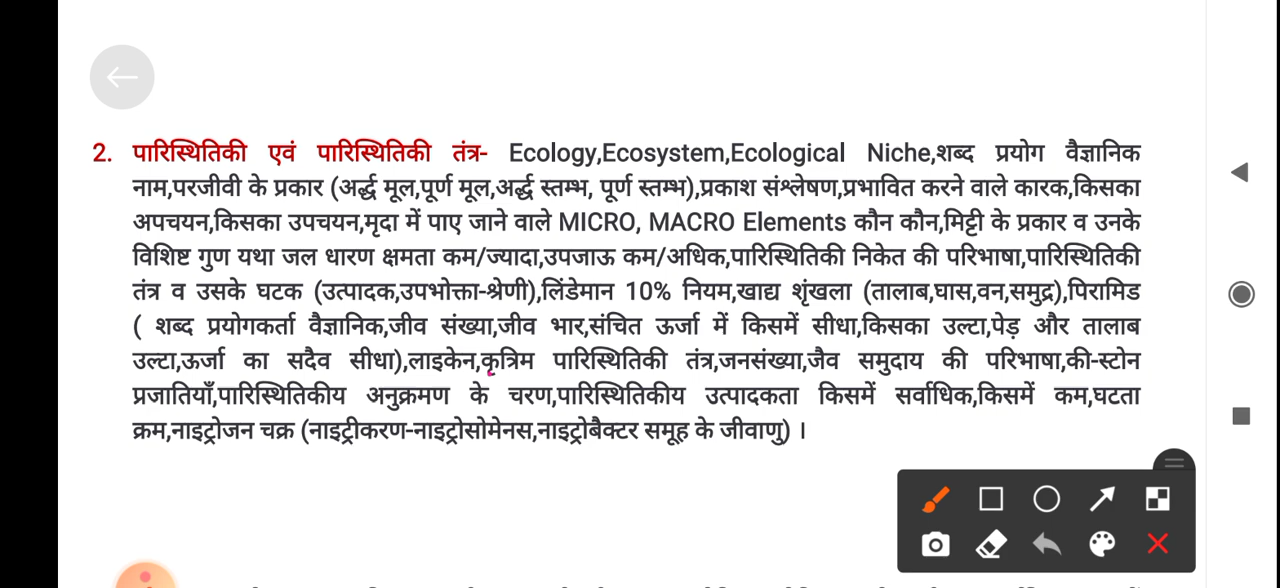 2. पारिस्थितिकी एवं पारिस्थितिकी तंत्र- Ecology,Ecosystem,Ecological Niche,शब्द प्रयोग वैज्ञानिक
नाम,परजीवी के प्रकार (अर्द्ध मूल,पूर्ण मूल,अर्द्ध स्तम्भ, पूर्ण स्तम्भ),प्रकाश संश्लेषण,प्रभावित करने वाले कारक,किसका
अपचयन,किसका उपचयन,मृदा में पाए जाने वाले MICRO, MACRO Elements कौन कौन,मिट्टी के प्रकार व उनके
विशिष्ट गुण यथा जल धारण क्षमता कम/ज्यादा,उपजाऊ कम/अधिक,पारिस्थितिकी निकेत की परिभाषा,पारिस्थितिकी
तंत्र व उसके घटक (उत्पादक,उपभोक्ता-श्रेणी),लिंडेमान 10% नियम,खाद्य शृंखला (तालाब,घास,वन,समुद्र),पिरामिड
( शब्द प्रयोगकर्ता वैज्ञानिक,जीव संख्या,जीव भार,संचित ऊर्जा में किसमें सीधा,किसका उल्टा,पेड़ और तालाब
उल्टा,ऊर्जा का सदैव सीधा),लाइकेन,कृत्रिम पारिस्थितिकी तंत्र,जनसंख्या,जैव समुदाय की परिभाषा,की-स्टोन
प्रजातियाँ,पारिस्थितिकीय अनुक्रमण के चरण,पारिस्थितिकीय उत्पादकता किसमें सर्वाधिक,किसमें कम,घटता
क्रम,नाइट्रोजन चक्र (नाइट्रीकरण-नाइट्रोसोमेनस,नाइट्रोबैक्टर समूह के जीवाणु) ।